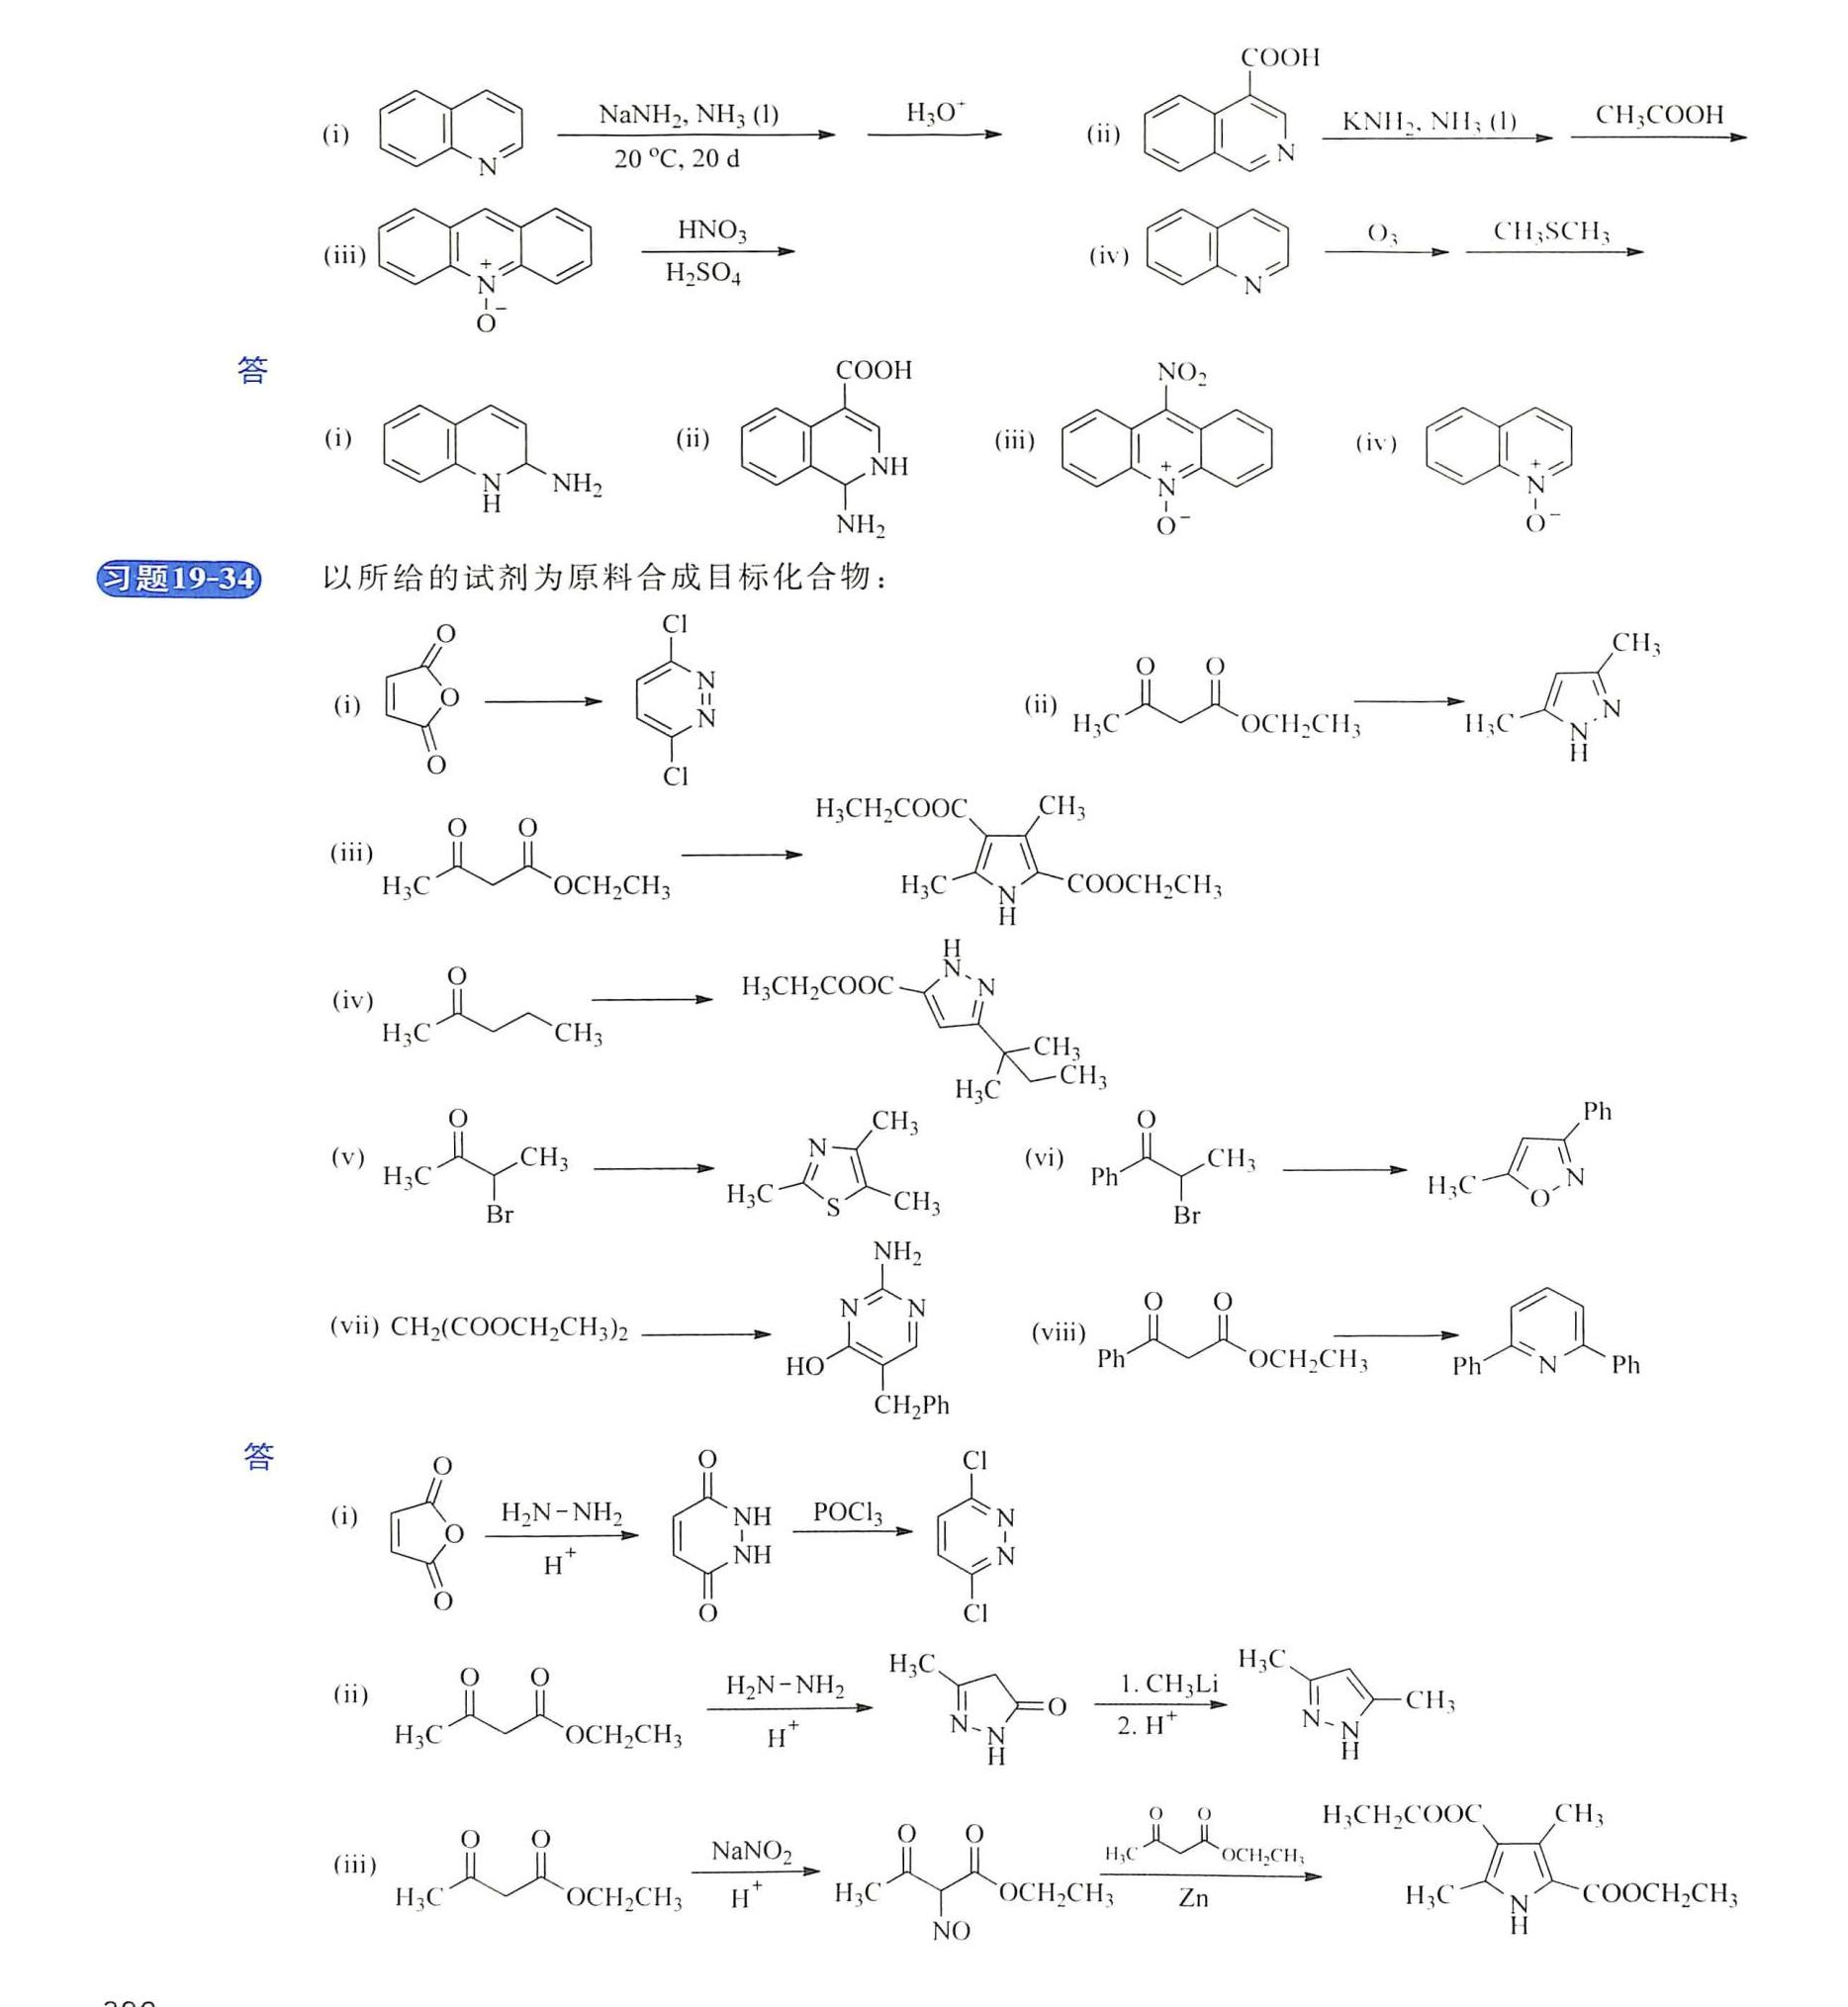 (i) N NaNH₂, NH₃ (l) 20 °C, 20 d H₃O⁺ (ii) COOH N KNH₂, NH₃ (l) CH₃COOH
(iii) N⁺ O⁻ HNO₃ H₂SO₄ (iv) N O₃ CH₃SCH₃
答
(i) N H NH₂ (ii) COOH NH NH₂ (iii) NO₂ N⁺ O⁻ (iv) N⁺ O⁻
习题19-34 以所给的试剂为原料合成目标化合物：
(i) O O O Cl N N Cl (ii) O O H₃C OCH₂CH₃ CH₃ H₃C N N H
(iii) O O H₃C OCH₂CH₃ H₃CH₂COOC CH₃ H₃C N H COOCH₂CH₃
(iv) O H₃C CH₃ H₃CH₂COOC H N N CH₃ H₃C CH₃
(v) O H₃C CH₃ Br N CH₃ H₃C S CH₃ (vi) O Ph CH₃ Br Ph H₃C O N
(vii) CH₂(COOCH₂CH₃)₂ NH₂ N N HO CH₂Ph (viii) O O Ph OCH₂CH₃ Ph N Ph
答
(i) O O O H₂N−NH₂ H⁺ O NH NH O POCl₃ Cl N N Cl
(ii) O O H₃C OCH₂CH₃ H₂N−NH₂ H⁺ H₃C N N H O 1. CH₃Li 2. H⁺ H₃C N N H CH₃
(iii) O O H₃C OCH₂CH₃ NaNO₂ H⁺ O O H₃C OCH₂CH₃ NO O O H₃C OCH₂CH₃ Zn H₃CH₂COOC CH₃ H₃C N H COOCH₂CH₃